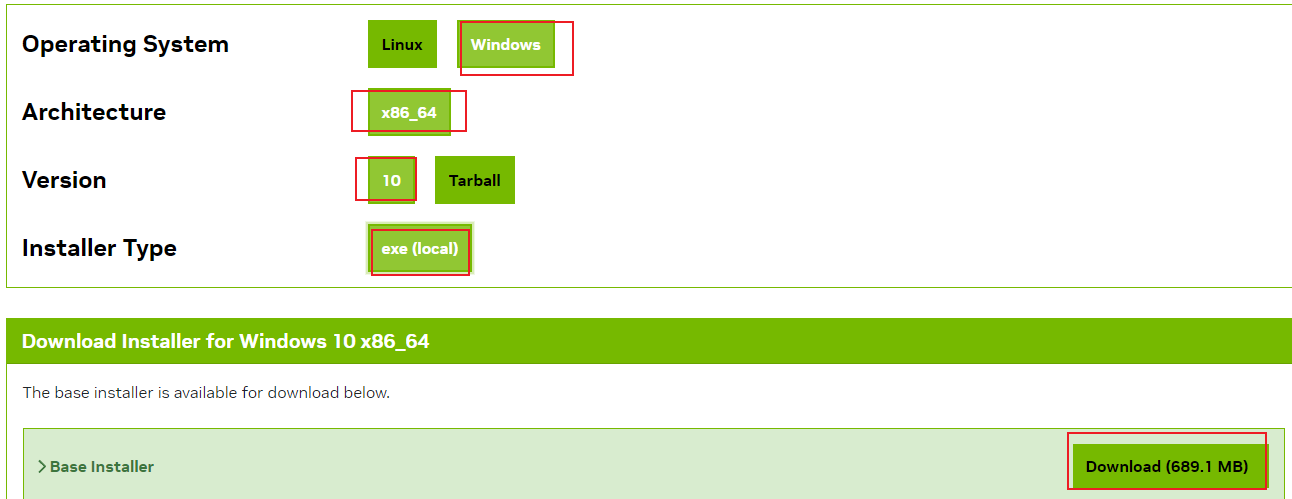 Operating System Linux Windows
Architecture x86_64
Version 10 Tarball
Installer Type exe (local)
Download Installer for Windows 10 x86_64
The base installer is available for download below.
Base Installer Download (689.1 MB)